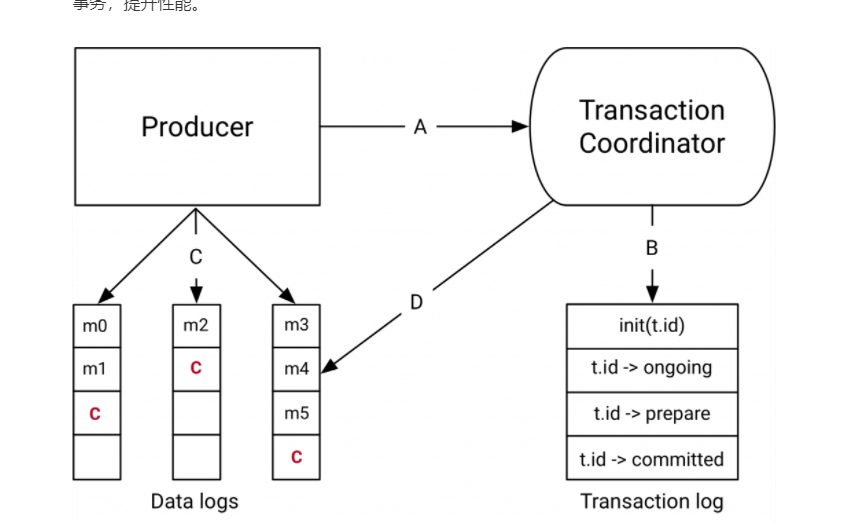 事务，提升性能。
Producer
A
Transaction
Coordinator
C
B
D
m0
m1
C
m2
C
m3
m4
m5
C
init(t.id)
t.id -> ongoing
t.id -> prepare
t.id -> committed
Data logs
Transaction log